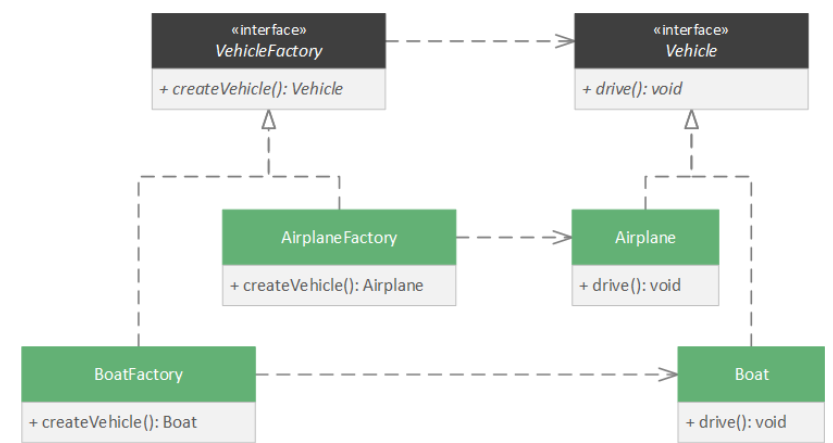 «interface»
VehicleFactory
+ createVehicle(): Vehicle
«interface»
Vehicle
+ drive(): void
AirplaneFactory
+ createVehicle(): Airplane
Airplane
+ drive(): void
BoatFactory
+ createVehicle(): Boat
Boat
+ drive(): void